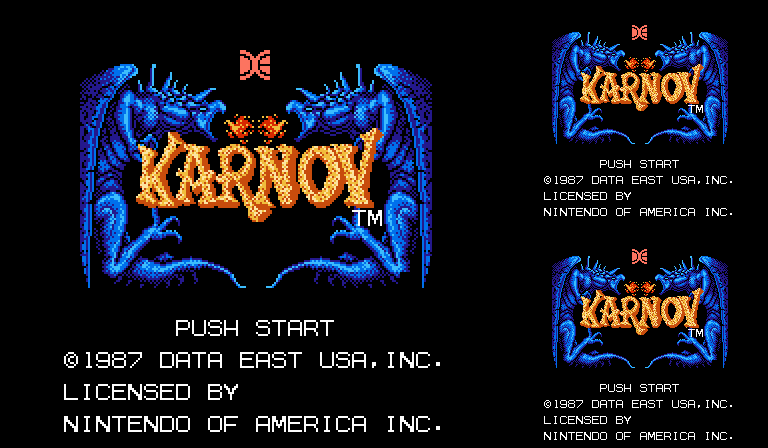 KARNOV
TM
PUSH START
©1987 DATA EAST USA,INC.
LICENSED BY
NINTENDO OF AMERICA INC.
KARNOV
TM
PUSH START
©1987 DATA EAST USA,INC.
LICENSED BY
NINTENDO OF AMERICA INC.
KARNOV
TM
PUSH START
©1987 DATA EAST USA,INC.
LICENSED BY
NINTENDO OF AMERICA INC.